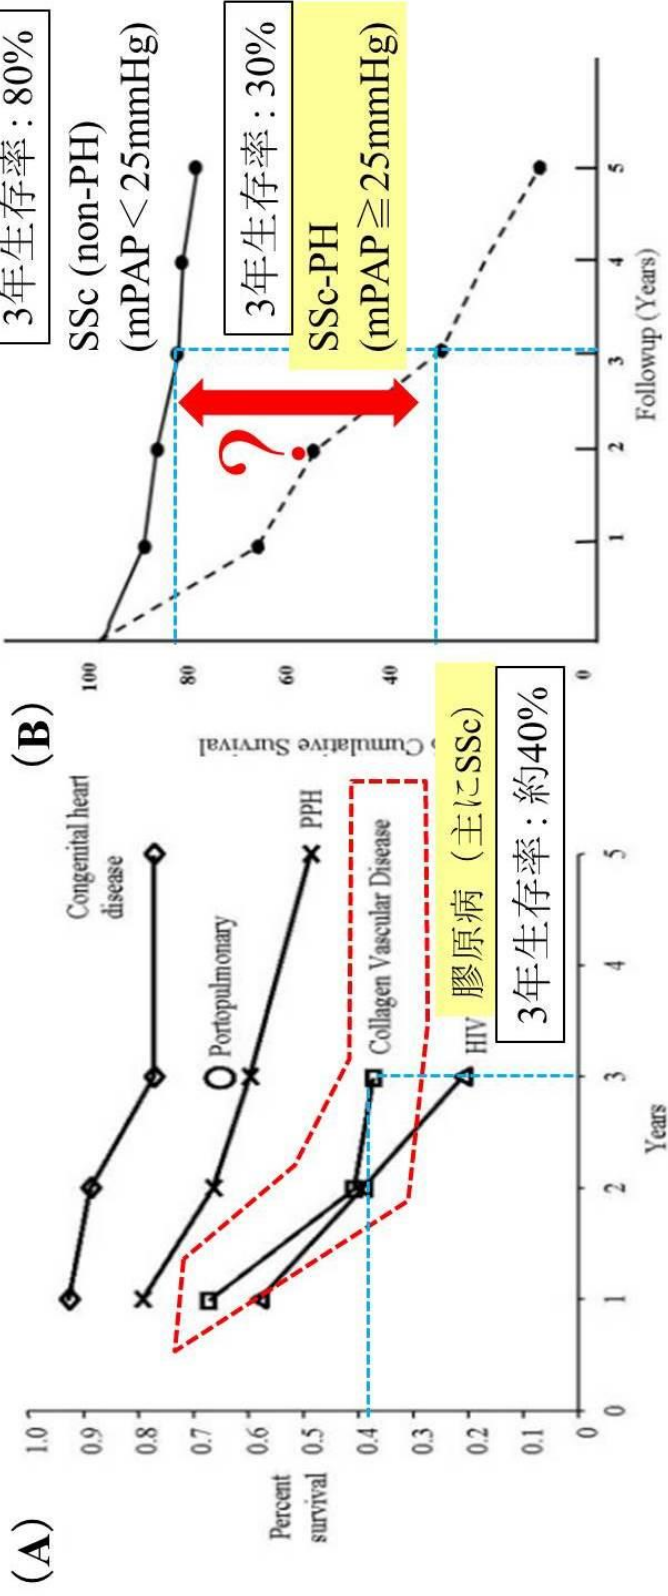 (A)
1.0
0.9
0.8
0.7
0.6
0.5
0.4
0.3
0.2
0.1
0
Percent
survival
0
1
2
3
4
5
Years
Congenital heart
disease
Portopulmonary
PPH
Collagen Vascular Disease
HIV
膠原病（主にSSc）
3年生存率：約40%
(B)
Cumulative Survival
100
80
60
40
0
1
2
3
4
5
Followup (Years)
3年生存率：80%
SSc (non-PH)
(mPAP＜25mmHg)
?
3年生存率：30%
SSc-PH
(mPAP≧25mmHg)